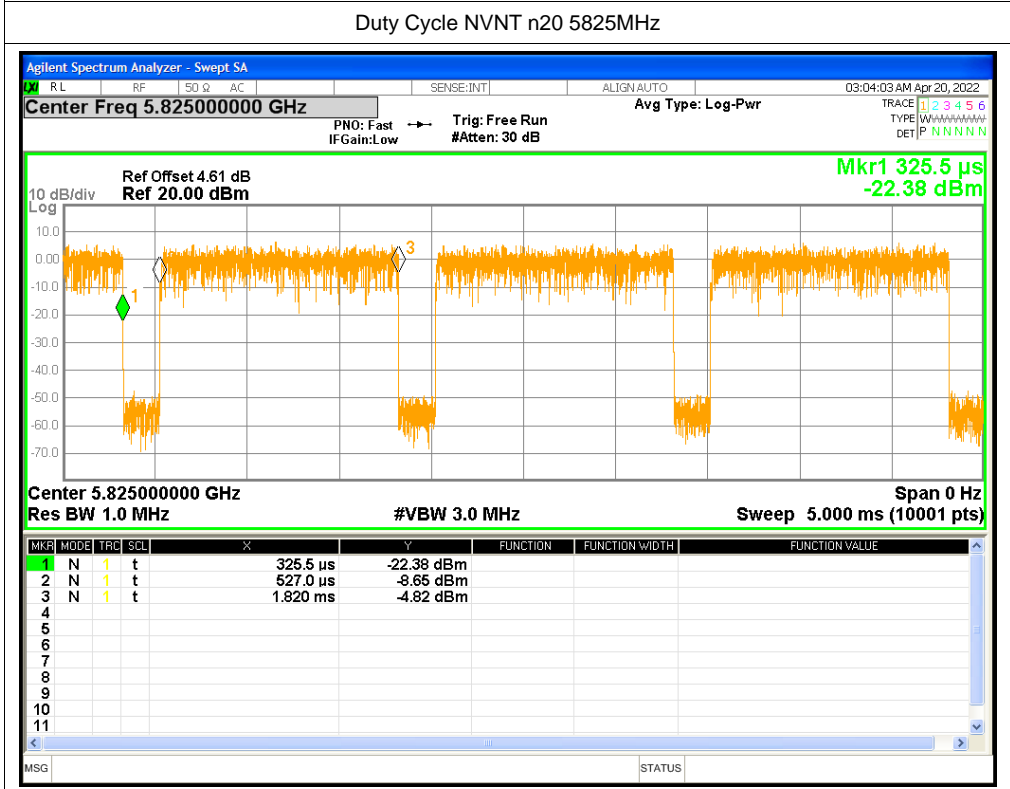 Duty Cycle NVNT n20 5825MHz
Agilent Spectrum Analyzer - Swept SA
LXI RL RF 50 Ω AC SENSE:INT ALIGN AUTO 03:04:03 AM Apr 20, 2022
Center Freq 5.825000000 GHz Avg Type: Log-Pwr TRACE 1 2 3 4 5 6
PNO: Fast Trig: Free Run TYPE W
IFGain:Low #Atten: 30 dB DET P N N N N N
Mkr1 325.5 µs
Ref Offset 4.61 dB
10 dB/div Ref 20.00 dBm -22.38 dBm
Log
10.0
0.00
-10.0
-20.0
-30.0
-40.0
-50.0
-60.0
-70.0
1
3
Center 5.825000000 GHz Span 0 Hz
Res BW 1.0 MHz #VBW 3.0 MHz Sweep 5.000 ms (10001 pts)
MKR MODE TRC SCL X Y FUNCTION FUNCTION WIDTH FUNCTION VALUE
1 N 1 t 325.5 µs -22.38 dBm
2 N 1 t 527.0 µs -8.65 dBm
3 N 1 t 1.820 ms -4.82 dBm
4
5
6
7
8
9
10
11
MSG STATUS